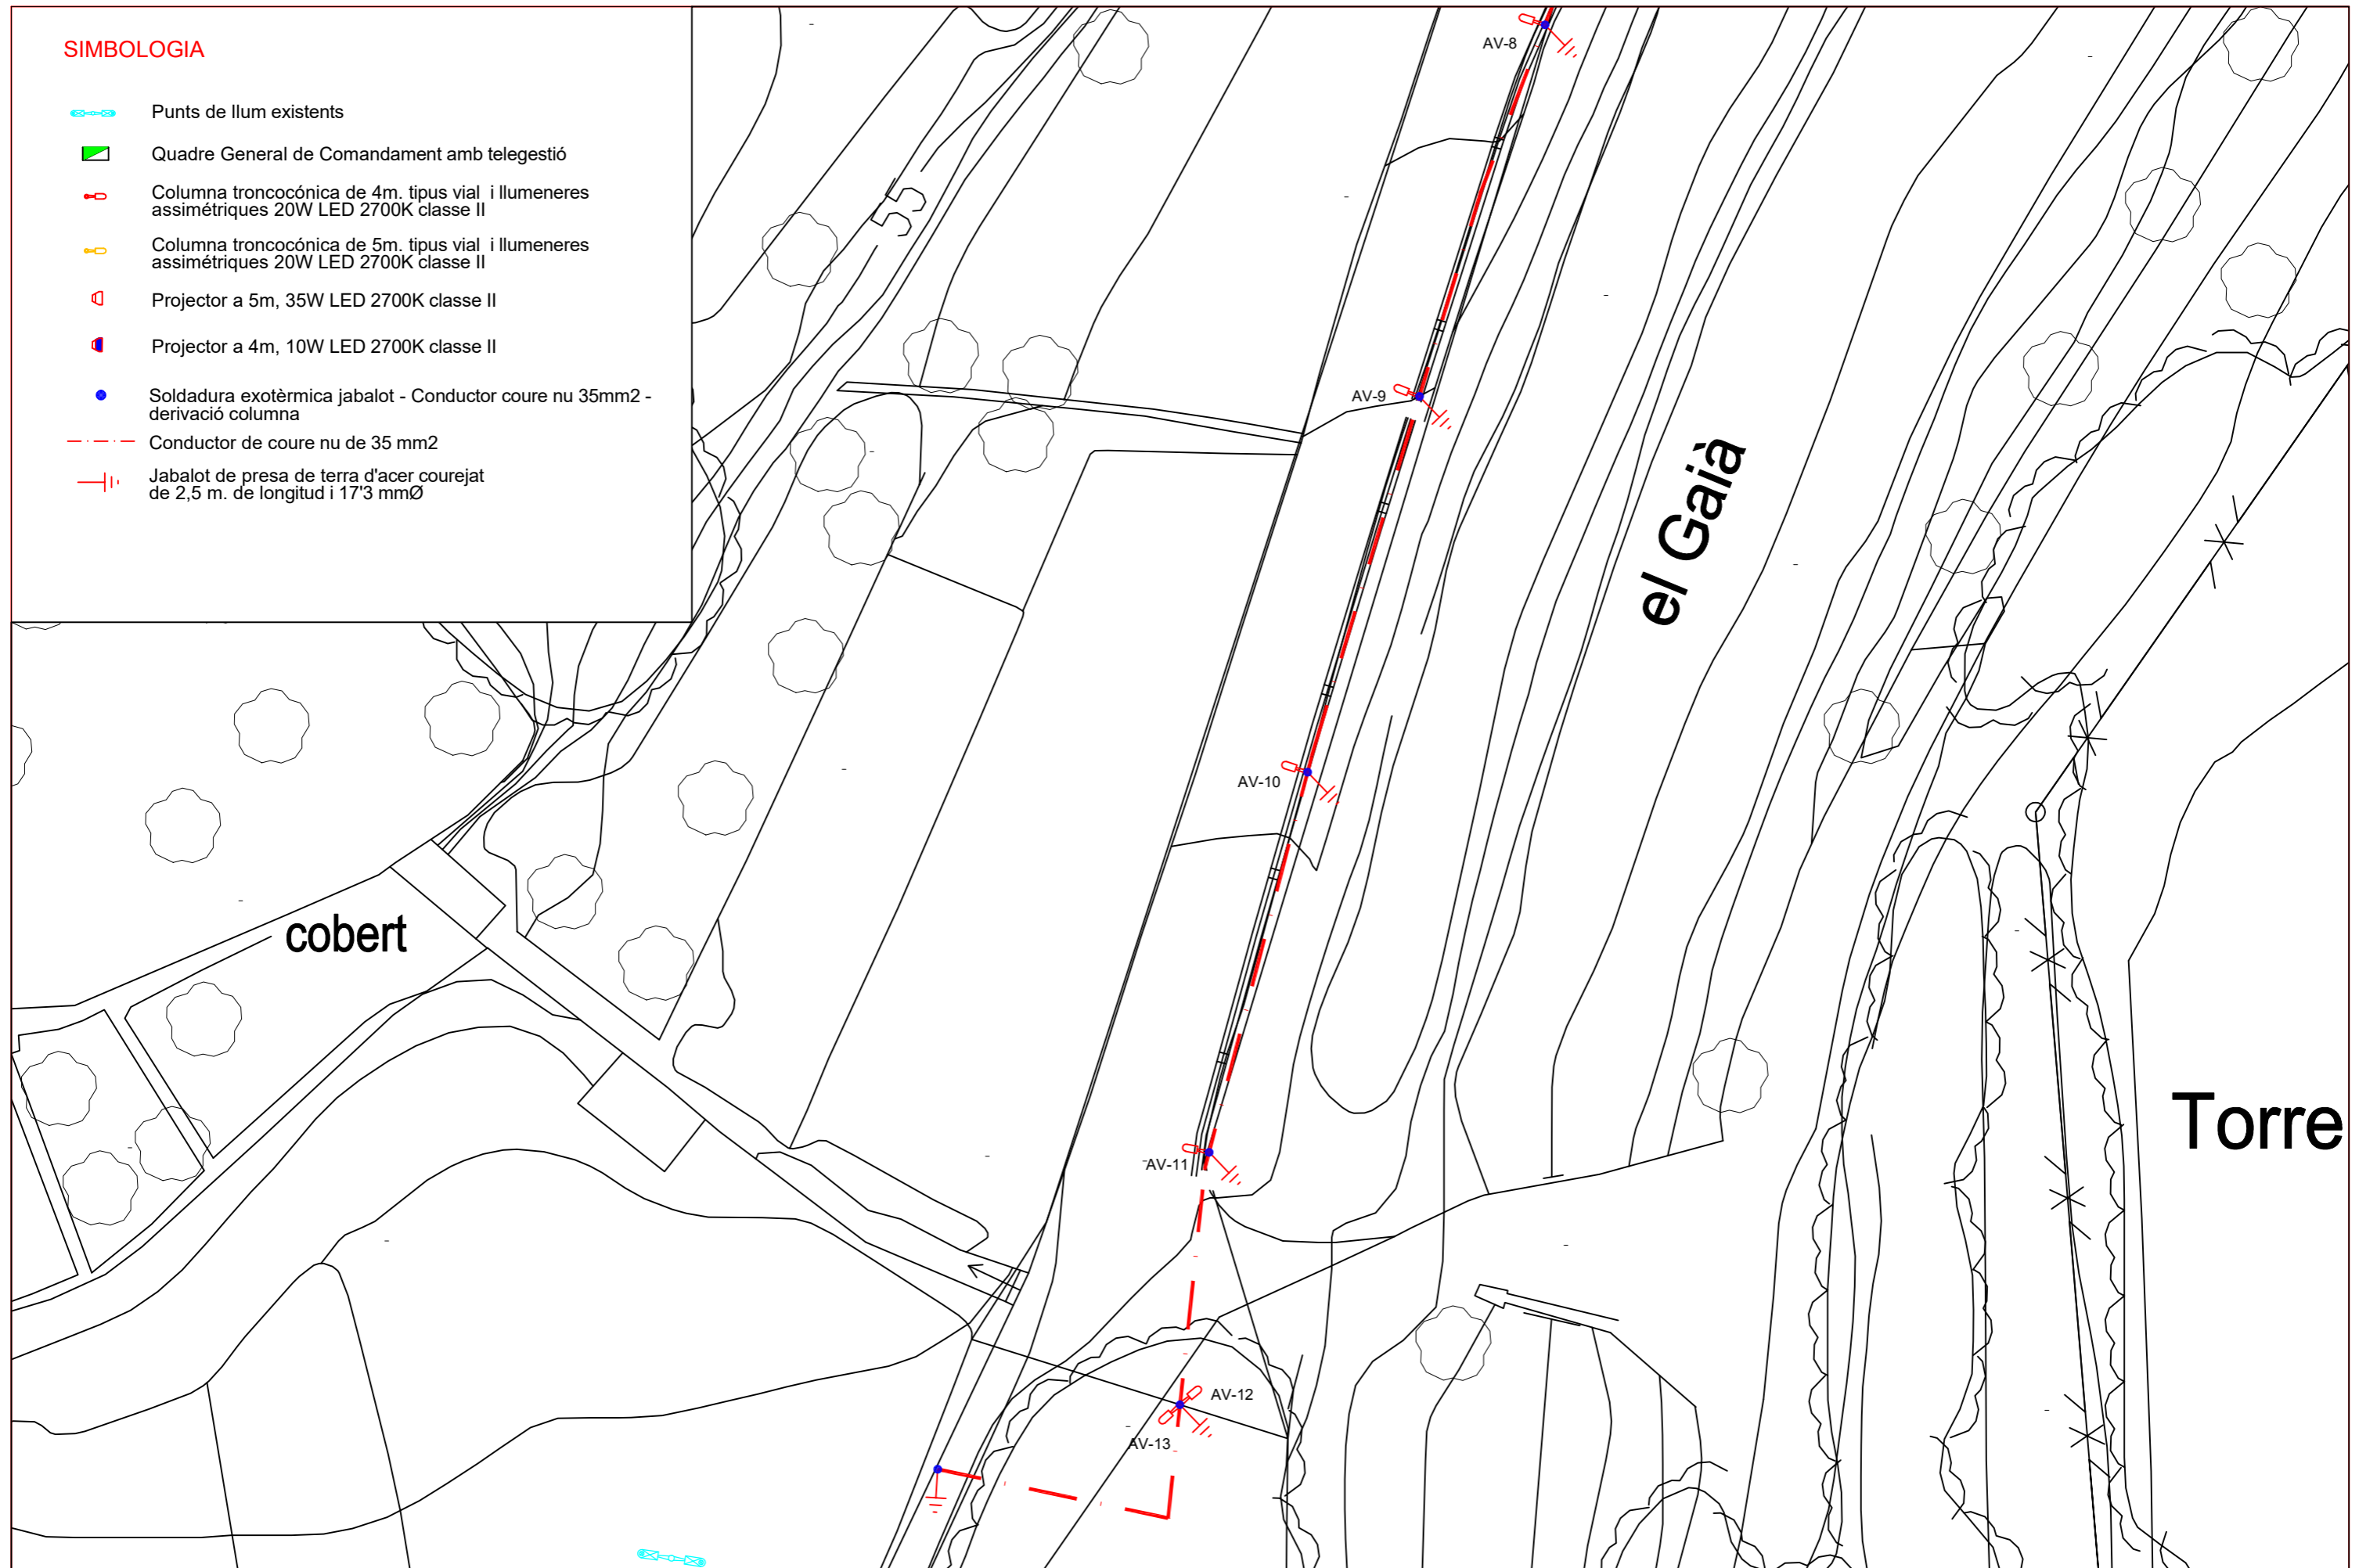 SIMBOLOGIA
Punts de llum existents
Quadre General de Comandament amb telegestió
Columna troncocónica de 4m. tipus vial i llumeneres
assimétriques 20W LED 2700K classe II
Columna troncocónica de 5m. tipus vial i llumeneres
assimétriques 20W LED 2700K classe II
Projector a 5m, 35W LED 2700K classe II
Projector a 4m, 10W LED 2700K classe II
Soldadura exotèrmica jabalot - Conductor coure nu 35mm2 -
derivació columna
Conductor de coure nu de 35 mm2
Jabalot de presa de terra d'acer courejat
de 2,5 m. de longitud i 17'3 mmØ
AV-8
AV-9
el Gaià
AV-10
cobert
Torre
AV-11
AV-12
AV-13